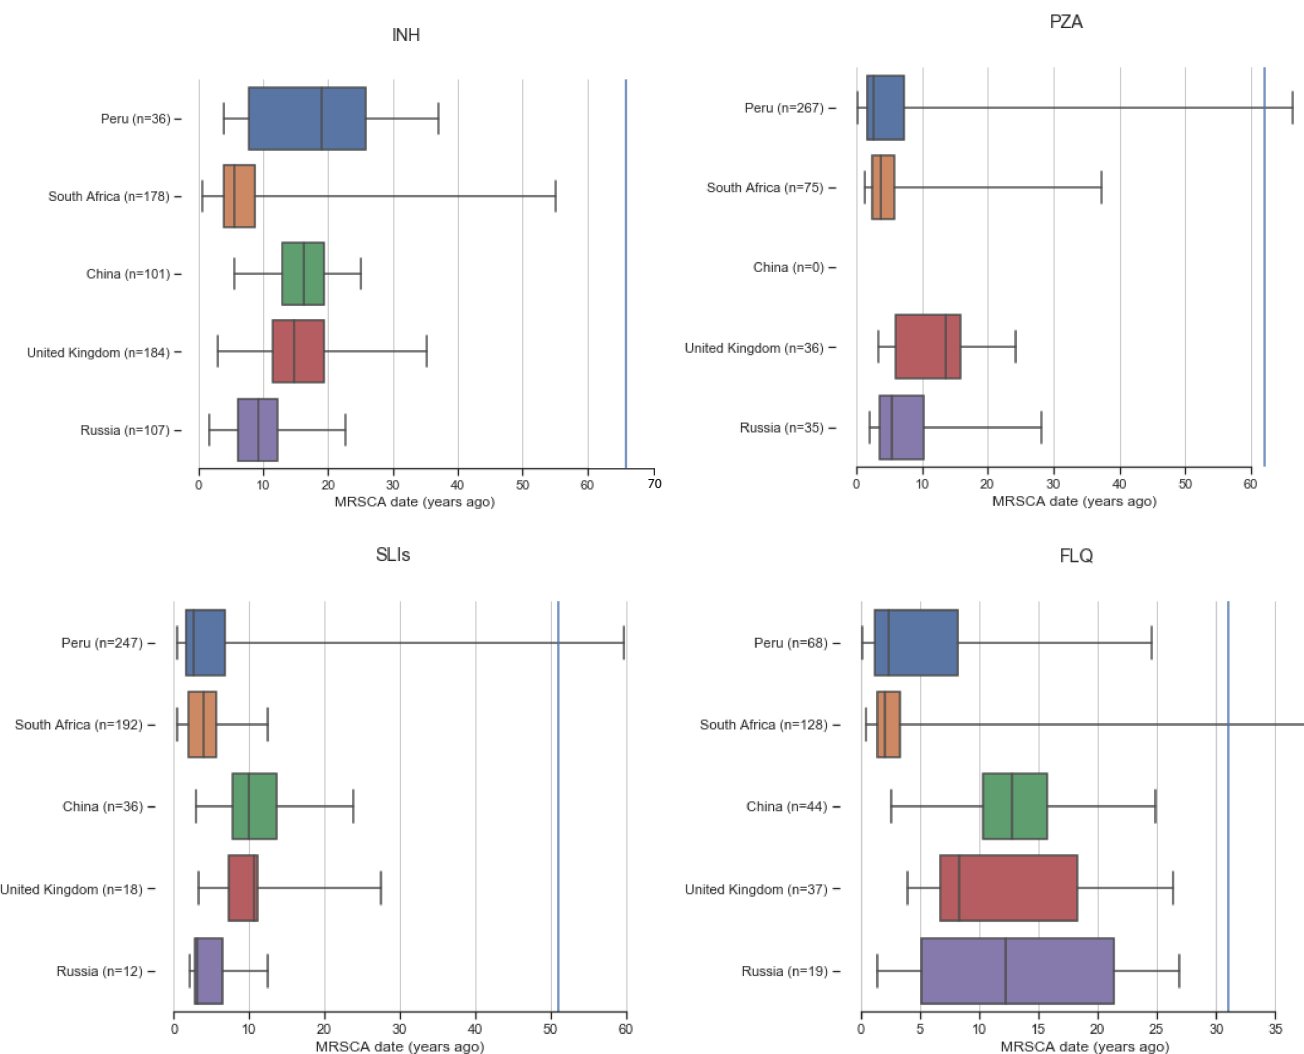 INH
Peru (n=36)
South Africa (n=178)
China (n=101)
United Kingdom (n=184)
Russia (n=107)
0 10 20 30 40 50 60 70
MRSCA date (years ago)
PZA
Peru (n=267)
South Africa (n=75)
China (n=0)
United Kingdom (n=36)
Russia (n=35)
0 10 20 30 40 50 60
MRSCA date (years ago)
SLIs
Peru (n=247)
South Africa (n=192)
China (n=36)
United Kingdom (n=18)
Russia (n=12)
0 10 20 30 40 50 60
MRSCA date (years ago)
FLQ
Peru (n=68)
South Africa (n=128)
China (n=44)
United Kingdom (n=37)
Russia (n=19)
0 5 10 15 20 25 30 35
MRSCA date (years ago)